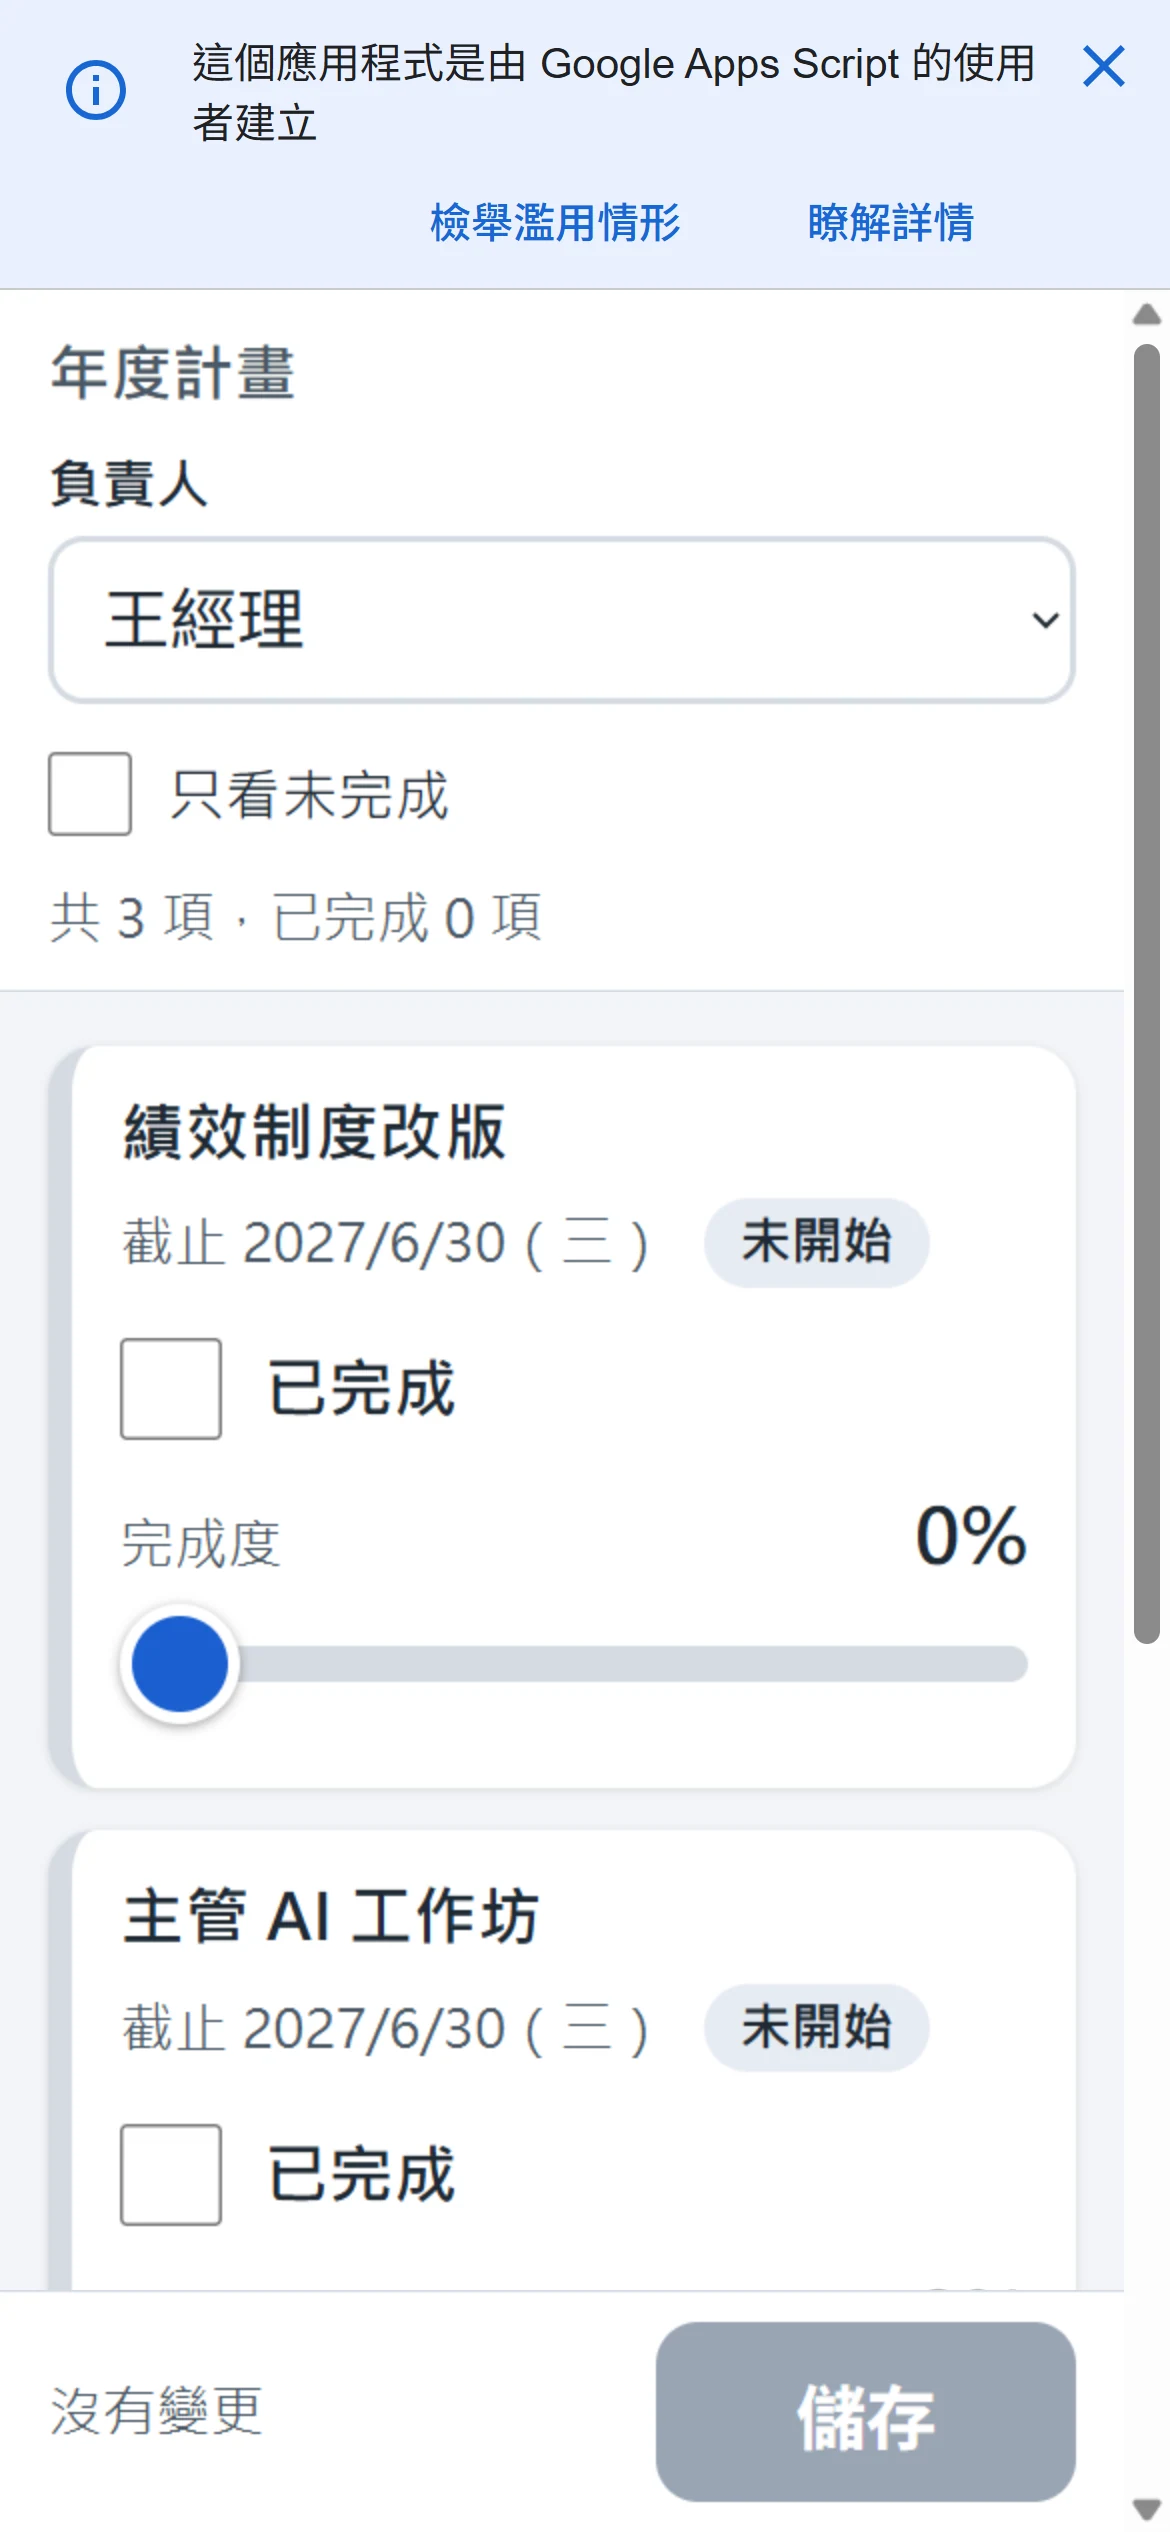 這個應用程式是由 Google Apps Script 的使用
者建立
檢舉濫用情形 瞭解詳情
年度計畫
負責人
王經理
只看未完成
共 3 項，已完成 0 項
績效制度改版
截止 2027/6/30（三） 未開始
已完成
完成度 0%
主管 AI 工作坊
截止 2027/6/30（三） 未開始
已完成
沒有變更 儲存